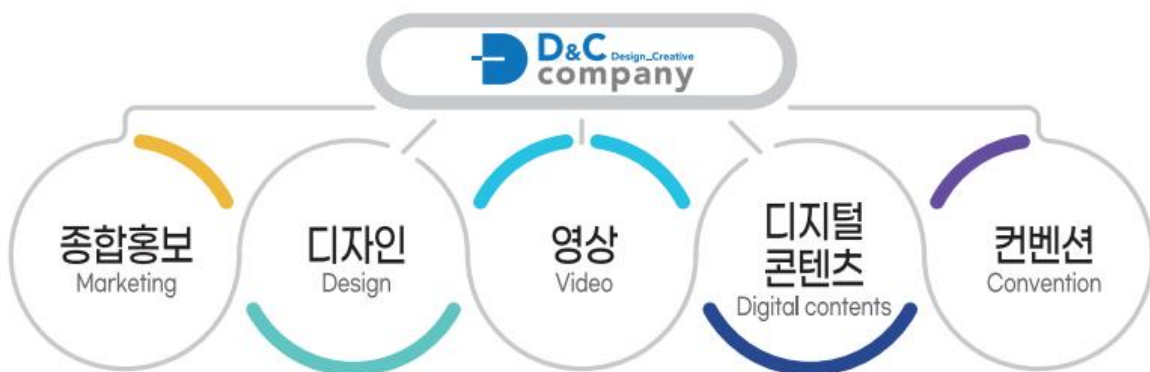 D&C Design_Creative
company
종합홍보
Marketing
디자인
Design
영상
Video
디지털
콘텐츠
Digital contents
컨벤션
Convention